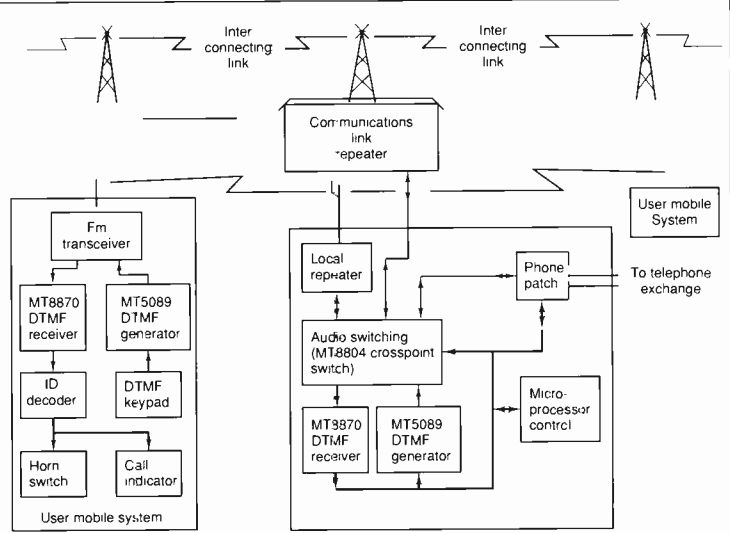 Inter
connecting
link
Inter
connecting
link
Communications
link
repeater
User mobile
System
Fm
transceiver
MT8870
DTMF
receiver
MT5089
DTMF
generator
ID
decoder
DTMF
keypad
Horn
switch
Call
indicator
User mobile system
Local
repeater
Phone
patch
To telephone
exchange
Audio switching
(MT8804 crosspoint
switch)
MT8870
DTMF
receiver
MT5089
DTMF
generator
Micro-
processor
control